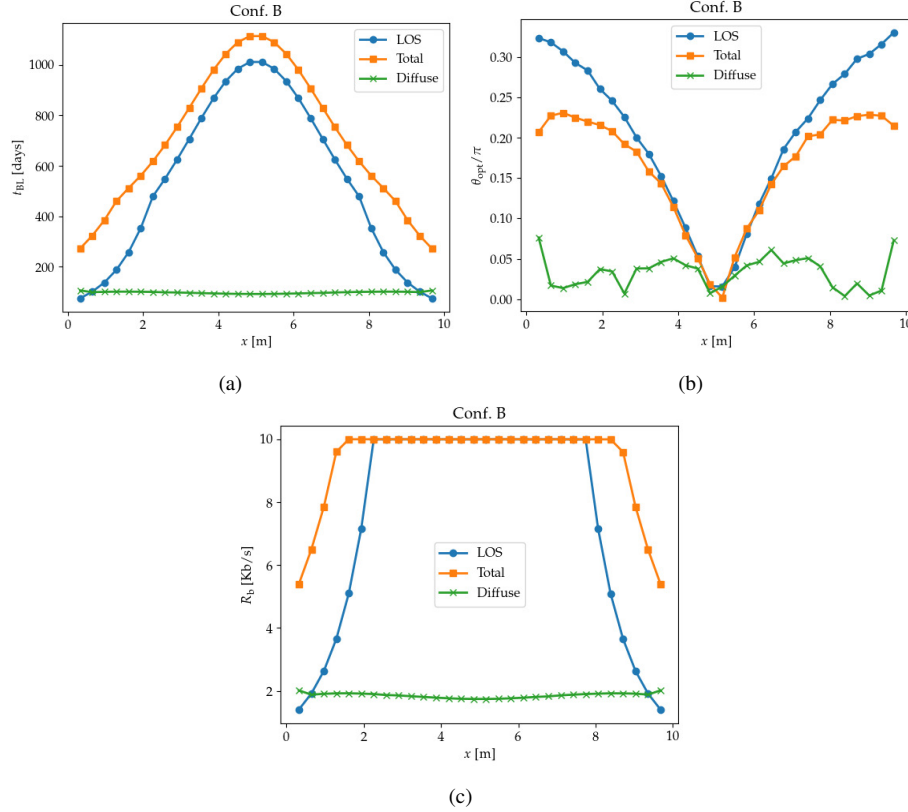 Conf. B
LOS
Total
Diffuse
1000
800
600
400
200
t_BL [days]
0 2 4 6 8 10
x [m]
(a)
Conf. B
LOS
Total
Diffuse
0.30
0.25
0.20
0.15
0.10
0.05
0.00
θ_opt/π
0 2 4 6 8 10
x [m]
(b)
Conf. B
10
8
6
4
2
R_b [Kb/s]
LOS
Total
Diffuse
0 2 4 6 8 10
x [m]
(c)